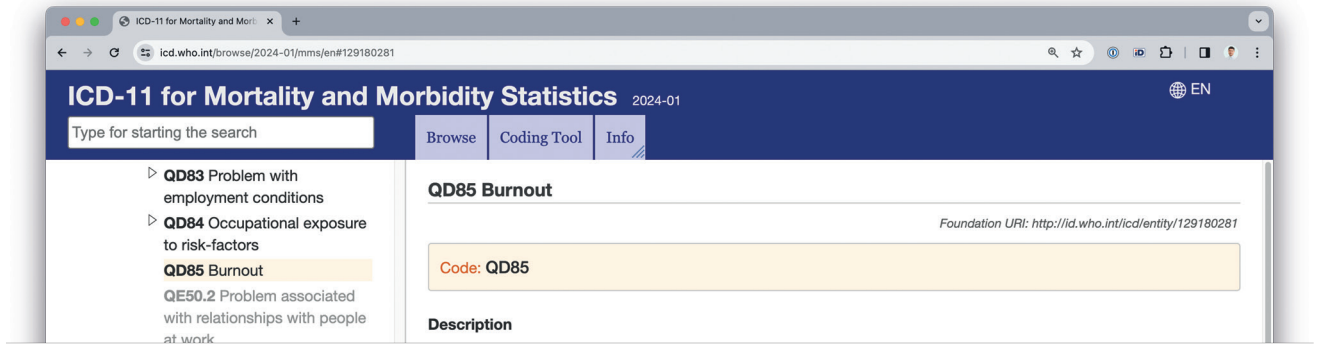 ICD-11 for Mortality and Morb
icd.who.int/browse/2024-01/mms/en#129180281
ICD-11 for Mortality and Morbidity Statistics 2024-01
EN
Type for starting the search
Browse
Coding Tool
Info
QD83 Problem with
employment conditions
QD84 Occupational exposure
to risk-factors
QD85 Burnout
QE50.2 Problem associated
with relationships with people
at work
QD85 Burnout
Foundation URI: http://id.who.int/icd/entity/129180281
Code: QD85
Description